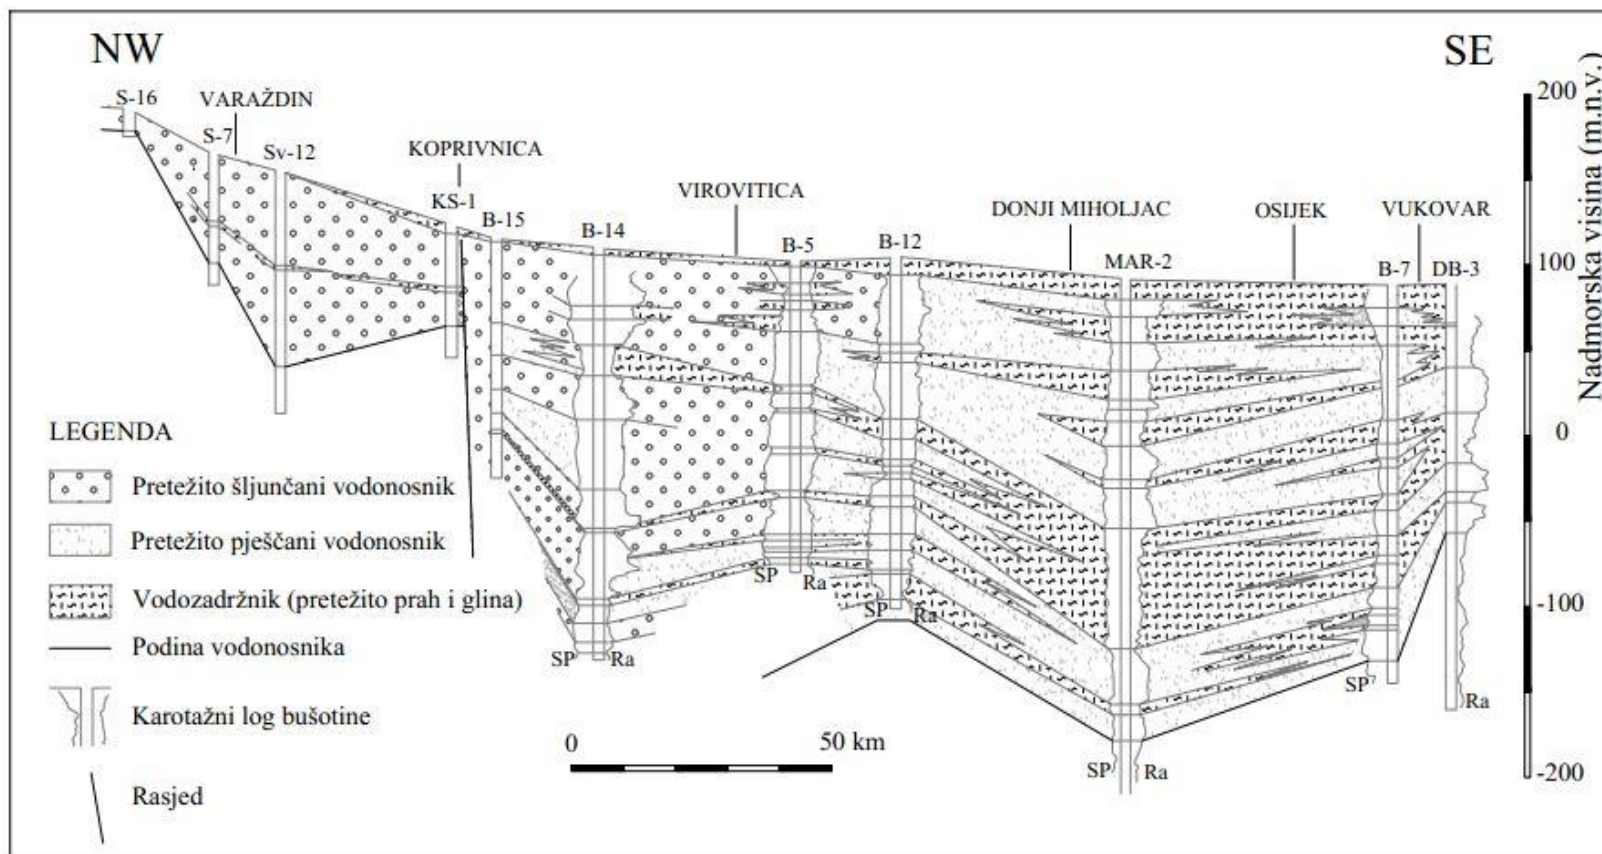 NW
SE
S-16
VARAŽDIN
S-7
Sv-12
KOPRIVNICA
KS-1
B-15
B-14
VIROVITICA
B-5
B-12
DONJI MIHOLJAC
MAR-2
OSIJEK
VUKOVAR
B-7
DB-3
200
100
0
-100
-200
Nadmorska visina (m.n.v.)
LEGENDA
Pretežito šljunčani vodonosnik
Pretežito pješčani vodonosnik
Vodozadržnik (pretežito prah i glina)
Podina vodonosnika
Karotažni log bušotine
Rasjed
SP
Ra
SP
Ra
SP
Ra
SP
Ra
SP
Ra
0
50 km